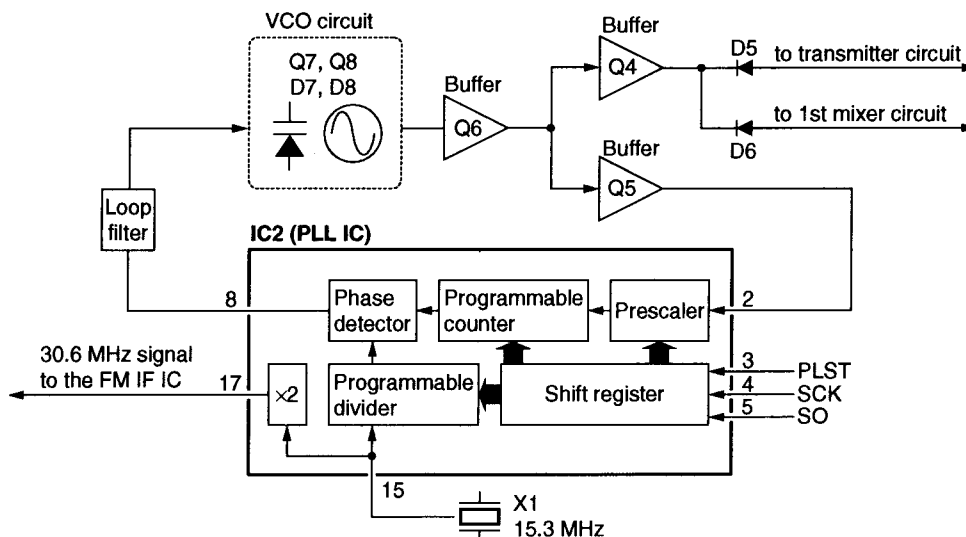 VCO circuit
Q7, Q8
D7, D8
Buffer
Q6
Buffer
Q4
D5
to transmitter circuit
to 1st mixer circuit
D6
Buffer
Q5
Loop
filter
IC2 (PLL IC)
8
Phase
detector
Programmable
counter
Prescaler
2
30.6 MHz signal
to the FM IF IC
17
×2
Programmable
divider
Shift register
3
PLST
4
SCK
5
SO
15
X1
15.3 MHz